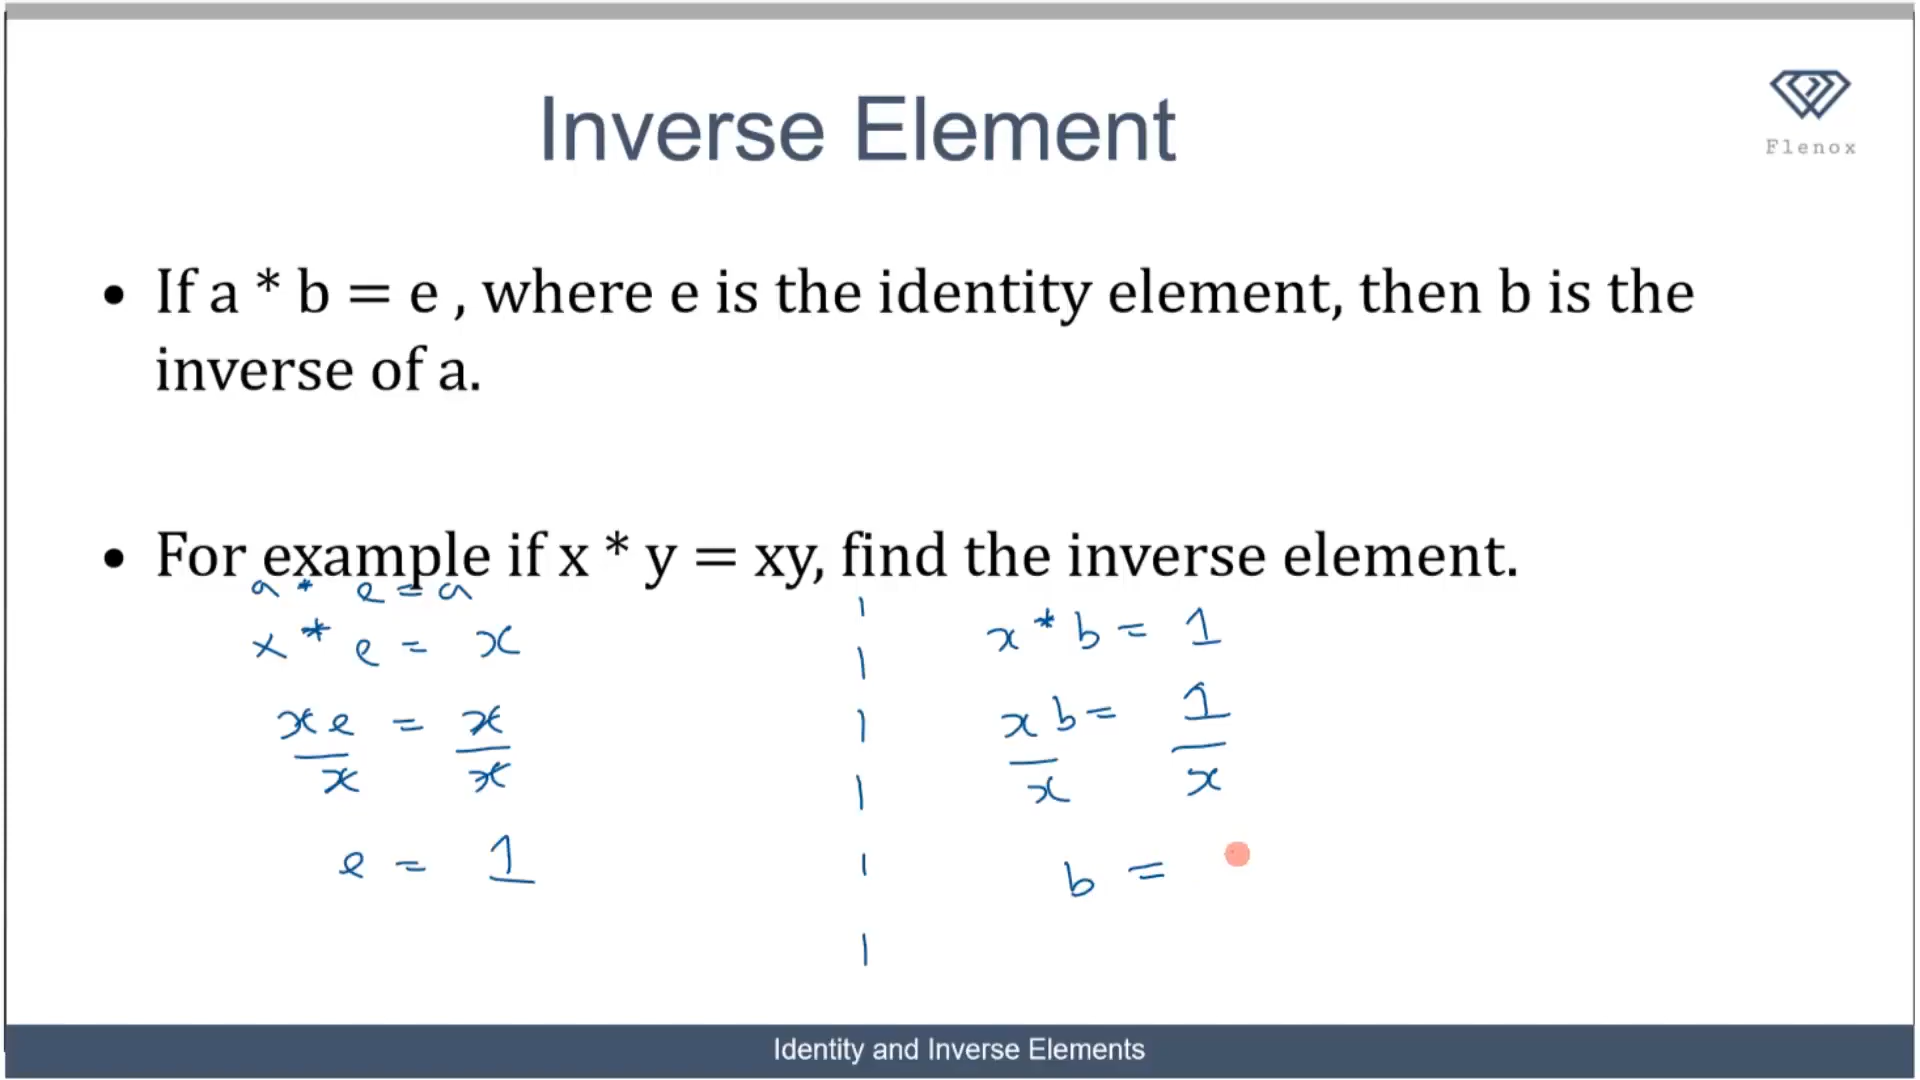 Inverse Element
Flenox
• If a * b = e , where e is the identity element, then b is the
inverse of a.
• For example if x * y = xy, find the inverse element.
a * e = a
x * e = x
xe = x
x x
e = 1
x * b = 1
xb = 1
x x
b =
Identity and Inverse Elements